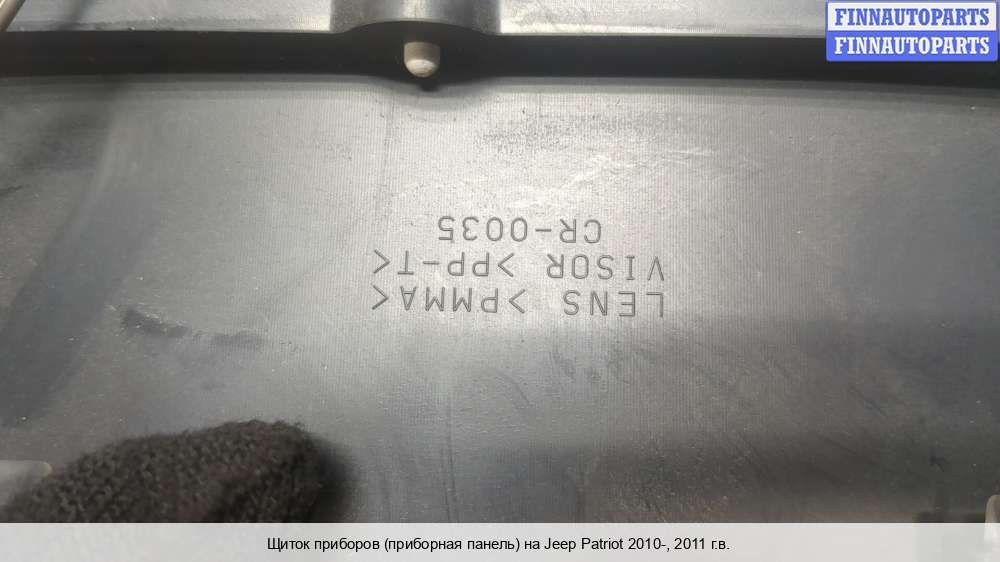 FINNAUTOPARTS
FINNAUTOPARTS
LENS >PMMA<
VISOR >PP-T<
CR-0035
Щиток приборов (приборная панель) на Jeep Patriot 2010-, 2011 г.в.